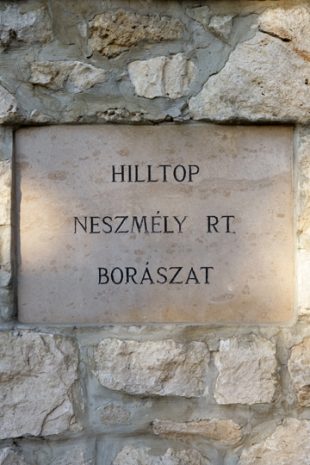 HILLTOP
NESZMÉLY RT.
BORÁSZAT